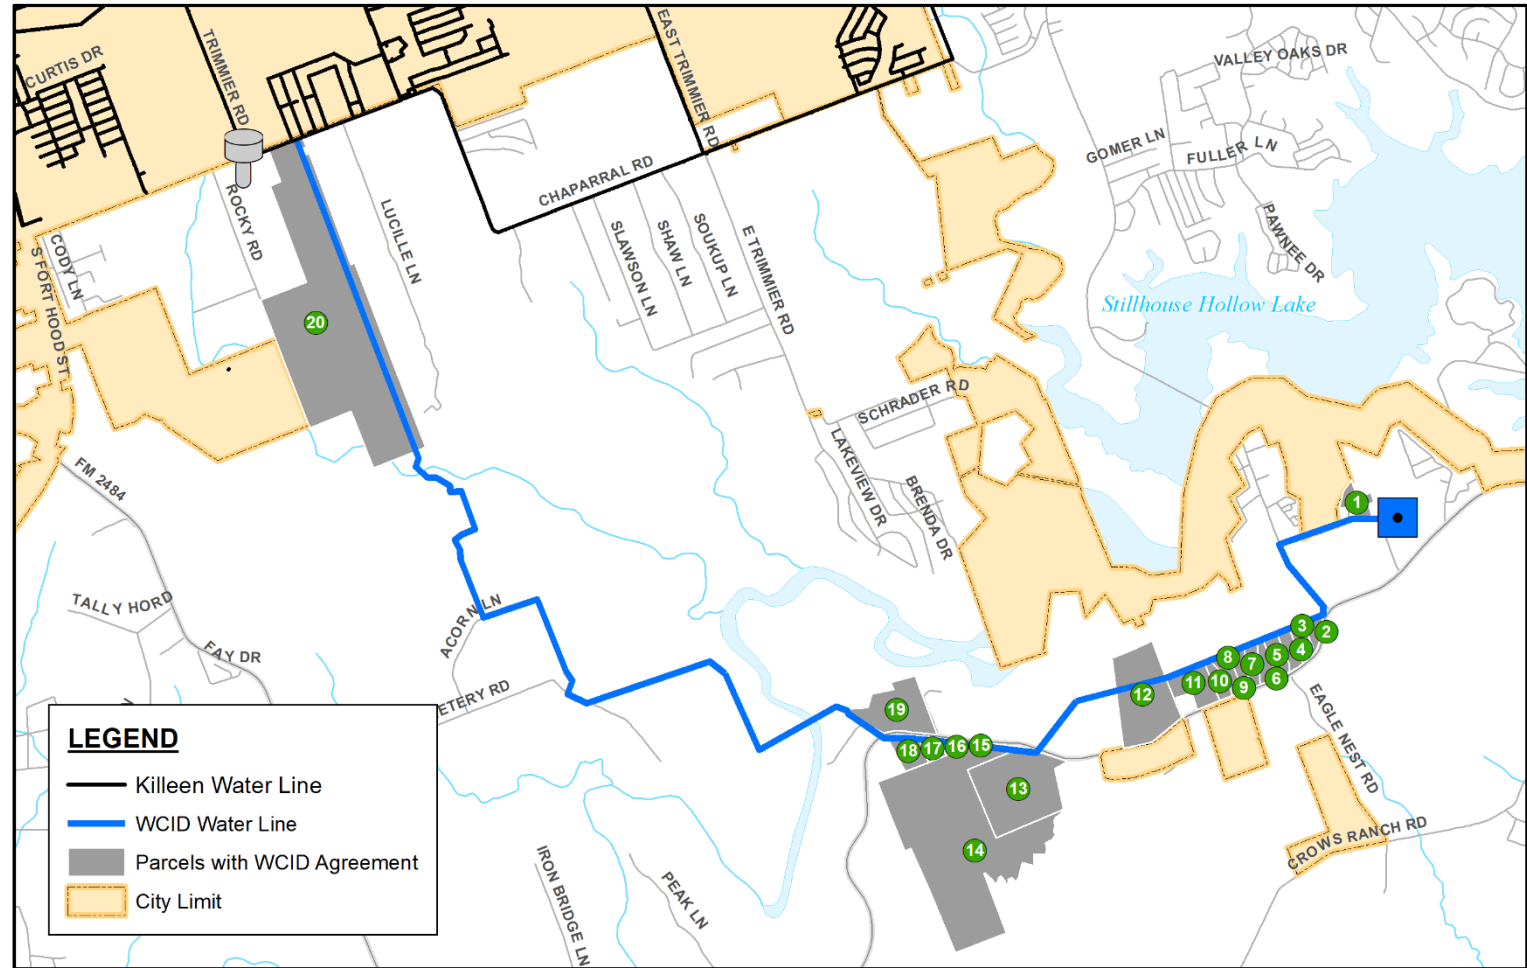 CURTIS DR
TRIMMIER RD
EAST TRIMMIER RD
VALLEY OAKS DR
GOMER LN
FULLER LN
PAWNEE DR
CHAPARRAL RD
ROCKY RD
LUCILLE LN
SLAWSON LN
SHAW LN
SOUKUP LN
E TRIMMIER RD
CODY LN
S FORT HOOD ST
Stillhouse Hollow Lake
20
SCHRADER RD
LAKEVIEW DR
BRENDA DR
FM 2484
1
TALLY HORD
ACORN LN
FAY DR
3
2
8
7
5
4
12
11
10
9
6
ETERY RD
19
18
17
16
15
EAGLE NEST RD
13
14
CROWS RANCH RD
IRON BRIDGE LN
PEAK LN
LEGEND
Killeen Water Line
WCID Water Line
Parcels with WCID Agreement
City Limit